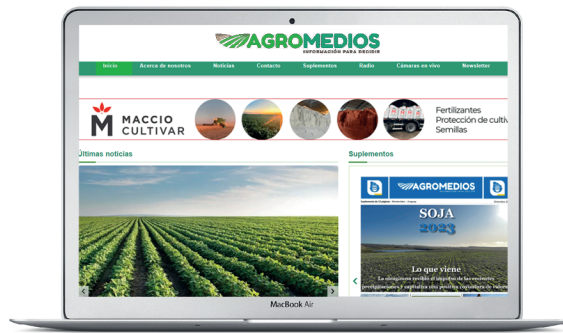 AGROMEDIOS
INFORMACIÓN PARA DECIDIR
Inicio Acerca de nosotros Noticias Contacto Suplementos Radio Cámaras en vivo Newsletter
MACCIO
CULTIVAR
Fertilizantes
Protección de cultiv
Semillas
Últimas noticias
Suplementos
AGROMEDIOS
SOJA
2023
Lo que viene
MacBook Air